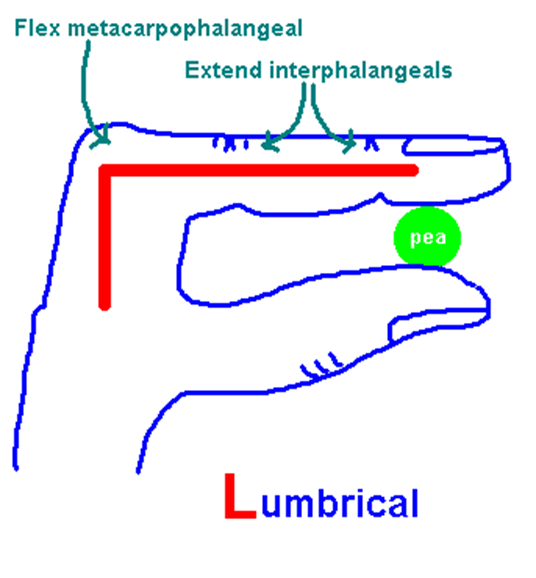 Flex metacarpophalangeal
Extend interphalangeals
pea
Lumbrical